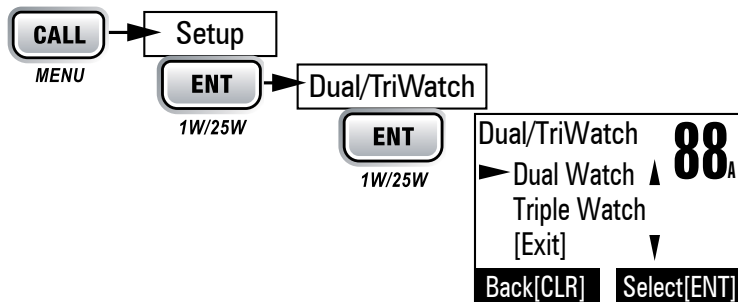 CALL
MENU
Setup
ENT
1W/25W
Dual/TriWatch
ENT
1W/25W
Dual/TriWatch
88A
Dual Watch
Triple Watch
[Exit]
Back[CLR] Select[ENT]